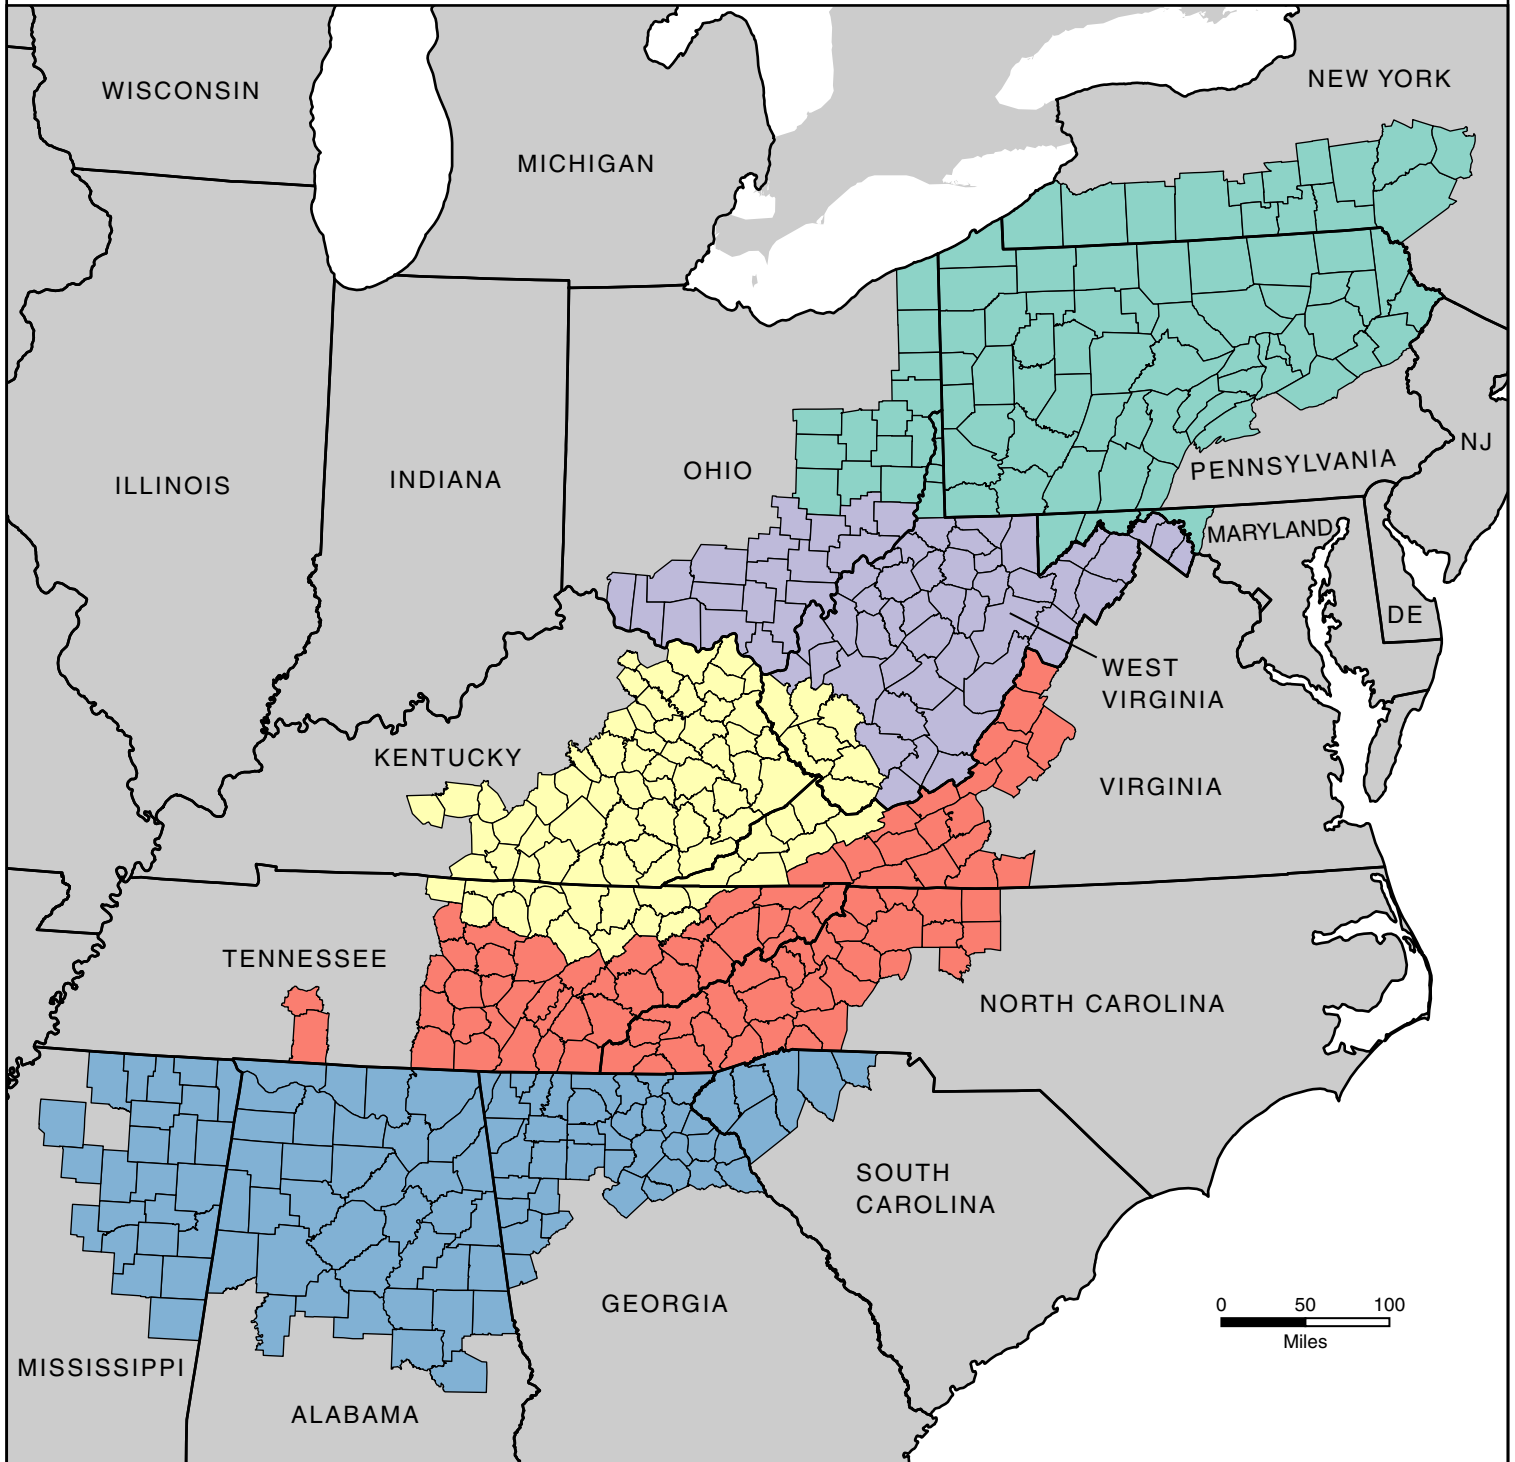 WISCONSIN
NEW YORK
MICHIGAN
NJ
PENNSYLVANIA
OHIO
INDIANA
ILLINOIS
MARYLAND
DE
WEST
VIRGINIA
KENTUCKY
VIRGINIA
TENNESSEE
NORTH CAROLINA
SOUTH
CAROLINA
GEORGIA
0 50 100
Miles
MISSISSIPPI
ALABAMA